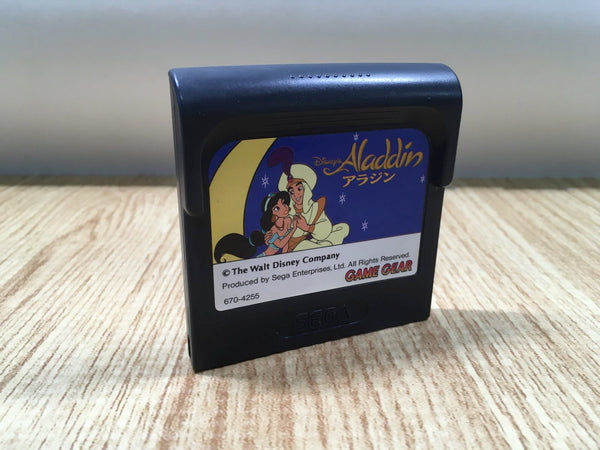 Disney's Aladdin
アラジン
© The Walt Disney Company
Produced by Sega Enterprises, Ltd. All Rights Reserved.
670-4255
GAME GEAR
SEGA